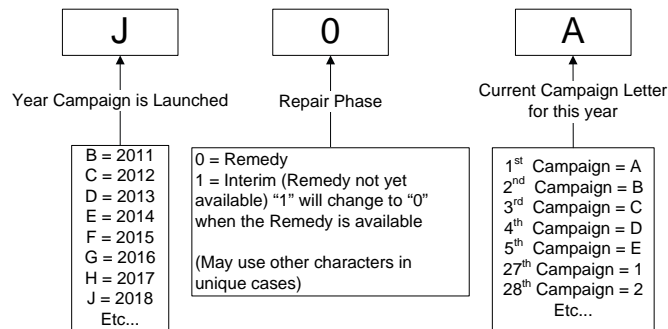 J
0
A
Year Campaign is Launched
Repair Phase
Current Campaign Letter
for this year
B = 2011
C = 2012
D = 2013
E = 2014
F = 2015
G = 2016
H = 2017
J = 2018
Etc...
0 = Remedy
1 = Interim (Remedy not yet
available) “1” will change to “0”
when the Remedy is available
(May use other characters in
unique cases)
1st Campaign = A
2nd Campaign = B
3rd Campaign = C
4th Campaign = D
5th Campaign = E
27th Campaign = 1
28th Campaign = 2
Etc...